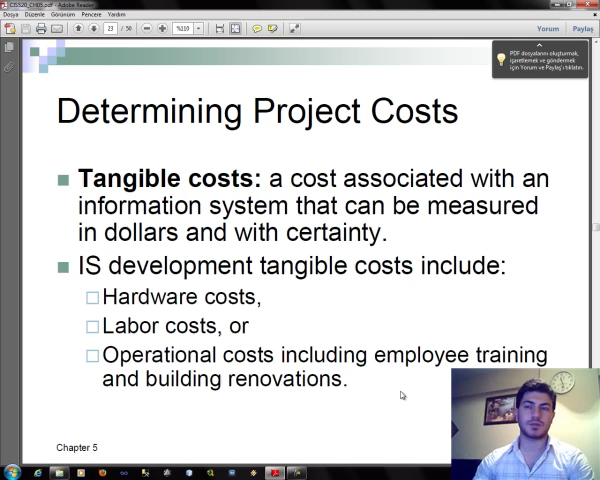 CIS520_CH05.pdf - Adobe Reader
Dosya Düzenle Görünüm Pencere Yardım
23 / 50
%110
Yorum Paylaş
PDF dosyalarını oluşturmak,
işaretlemek ve göndermek
için Yorum ve Paylaş'ı tıklatın.
Determining Project Costs
Tangible costs: a cost associated with an
information system that can be measured
in dollars and with certainty.
IS development tangible costs include:
Hardware costs,
Labor costs, or
Operational costs including employee training
and building renovations.
Chapter 5